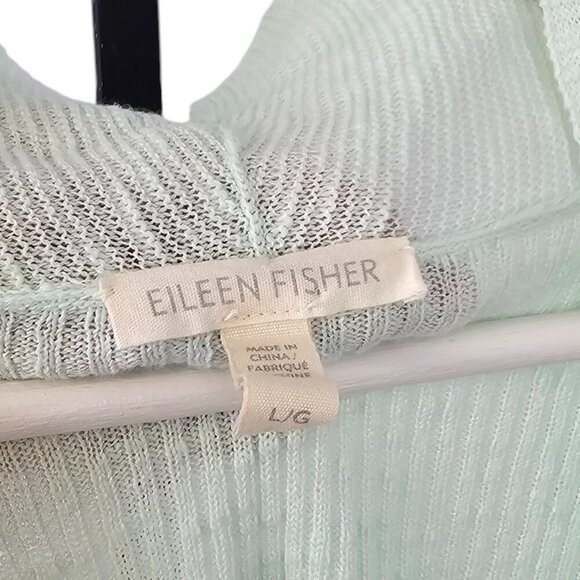 EILEEN FISHER
MADE IN
CHINA /
FABRIQUÉ
L/G